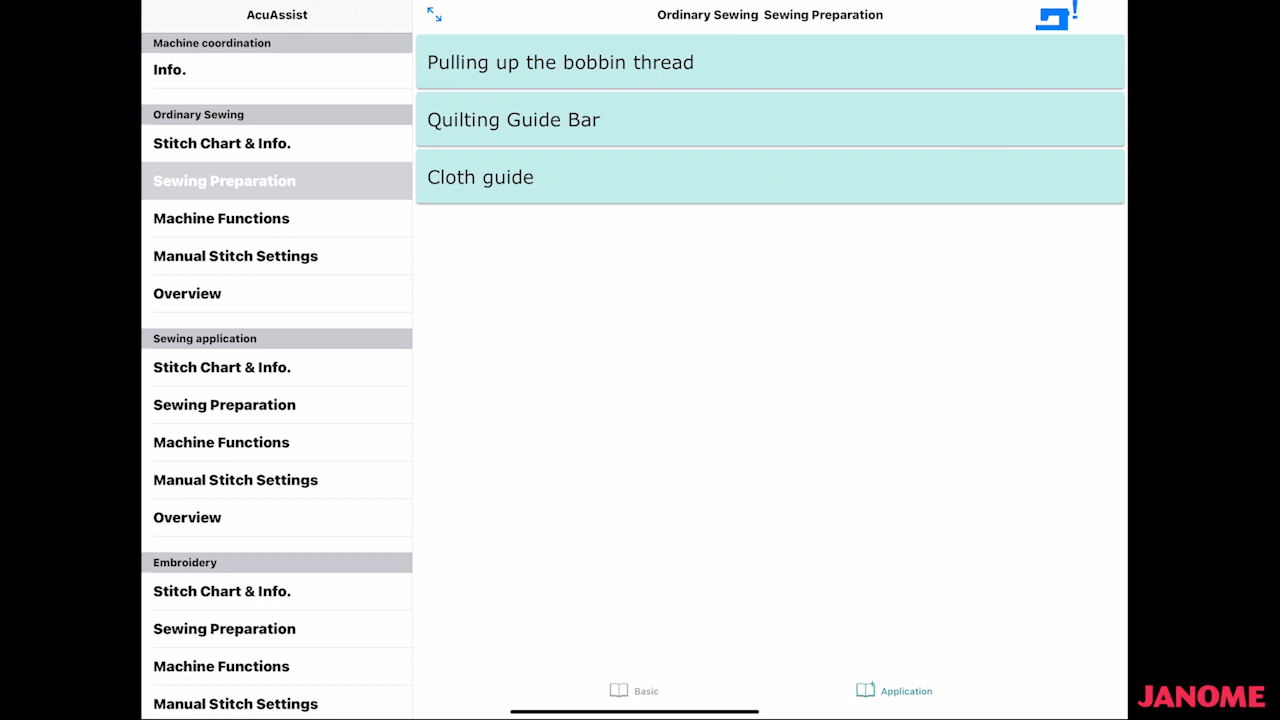 AcuAssist
Machine coordination
Info.
Ordinary Sewing
Stitch Chart & Info.
Sewing Preparation
Machine Functions
Manual Stitch Settings
Overview
Sewing application
Stitch Chart & Info.
Sewing Preparation
Machine Functions
Manual Stitch Settings
Overview
Embroidery
Stitch Chart & Info.
Sewing Preparation
Machine Functions
Manual Stitch Settings
Ordinary Sewing Sewing Preparation
Pulling up the bobbin thread
Quilting Guide Bar
Cloth guide
Basic
Application
JANOME